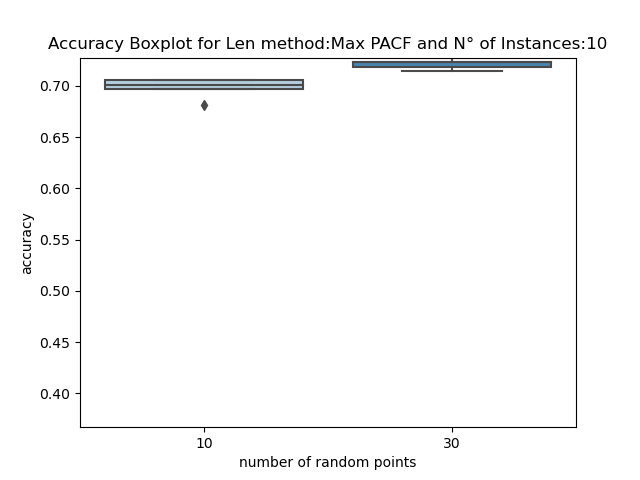 Accuracy Boxplot for Len method:Max PACF and N° of Instances:10
0.70
0.65
0.60
0.55
0.50
0.45
0.40
accuracy
10 30
number of random points